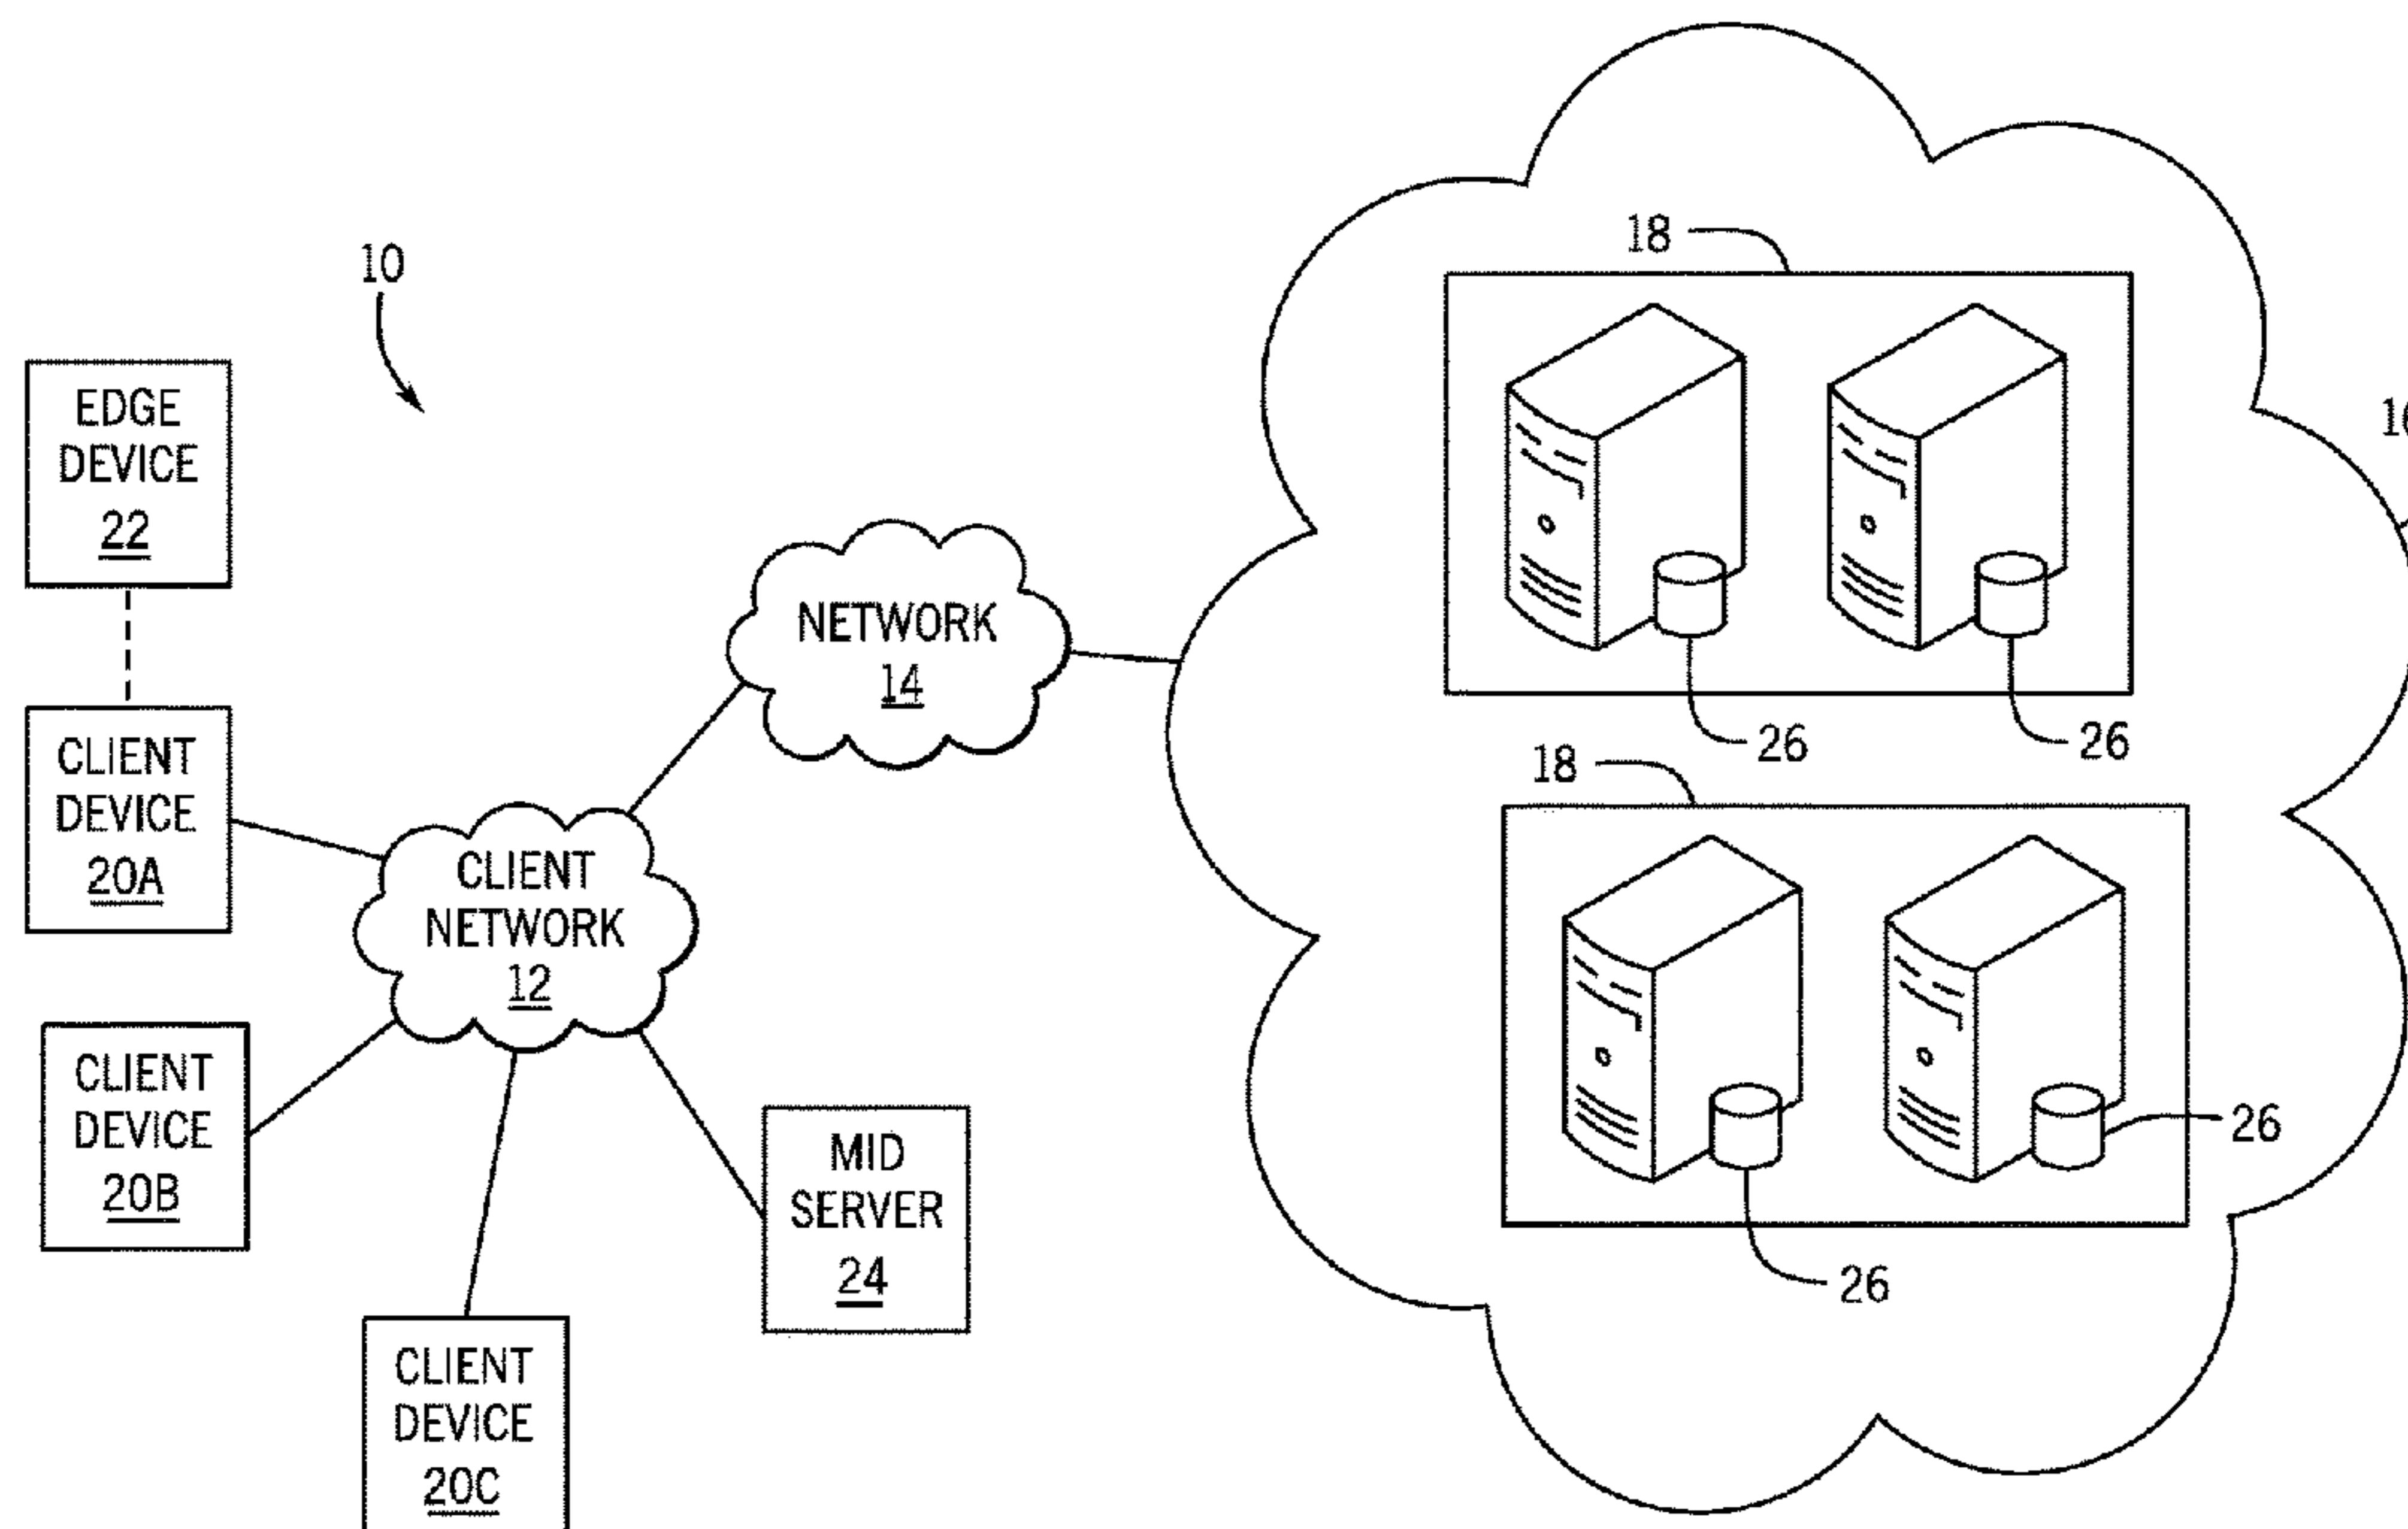 10
EDGE
DEVICE
22
CLIENT
DEVICE
20A
CLIENT
DEVICE
20B
CLIENT
DEVICE
20C
CLIENT
NETWORK
12
MID
SERVER
24
NETWORK
14
18
26
26
18
26
26